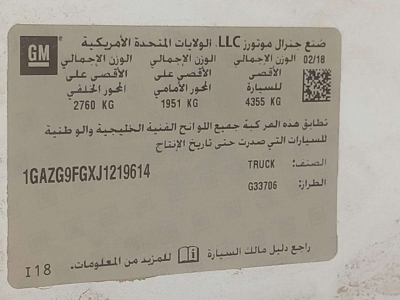 GM
صنع جنرال موتورز LLC. الولايات المتحدة الأمريكية
02/18 الوزن الإجمالي الوزن الإجمالي الوزن الإجمالي
الأقصى الأقصى على الأقصى على
للسيارة المحور الأمامي المحور الخلفي
4355 KG 1951 KG 2760 KG
تطابق هذه المركبة جميع اللوائح الفنية الخليجية والوطنية
للسيارات التي صدرت حتى تاريخ الإنتاج
الصنف: TRUCK 1GAZG9FGXJ1219614
الطراز: G33706
راجع دليل مالك السيارة للمزيد من المعلومات.
I18